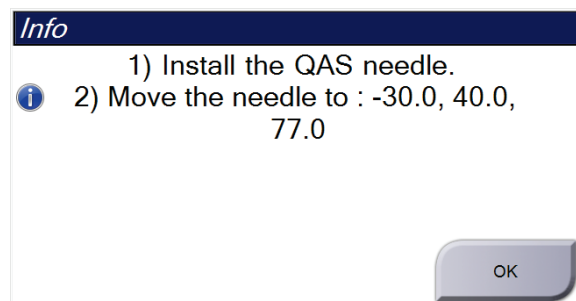 Info
1) Install the QAS needle.
2) Move the needle to : -30.0, 40.0,
77.0
OK